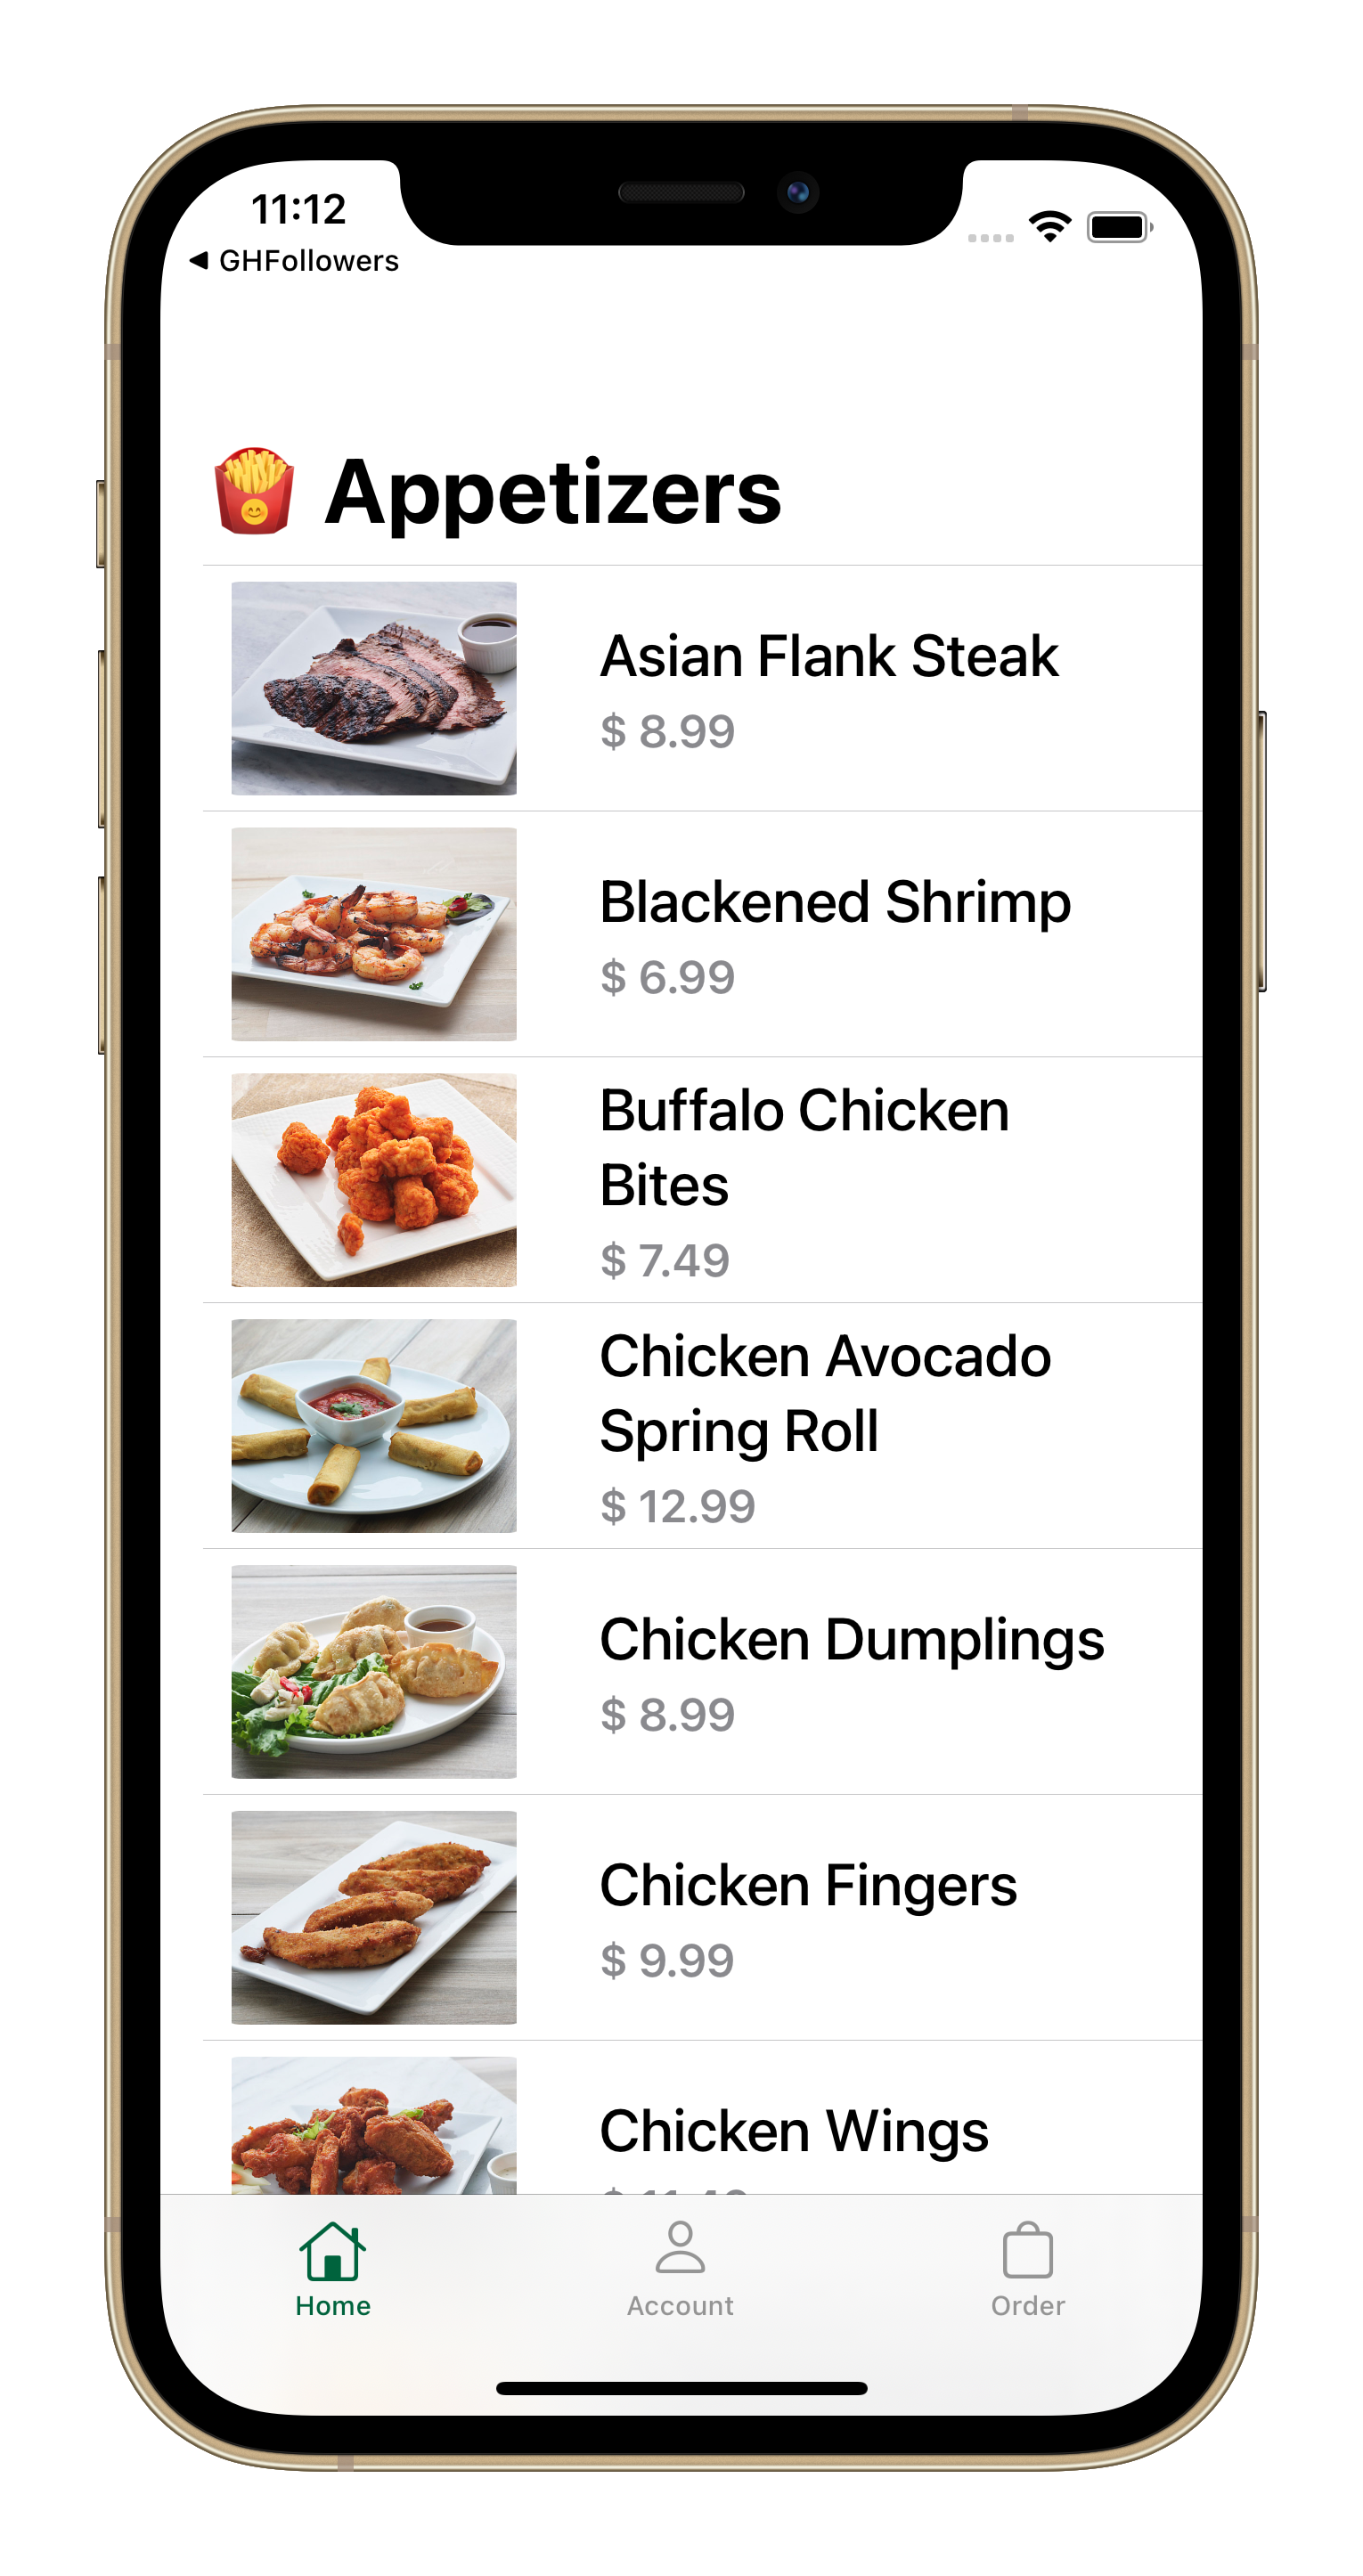 11:12
◀ GHFollowers
🍟 Appetizers
Asian Flank Steak
$ 8.99
Blackened Shrimp
$ 6.99
Buffalo Chicken
Bites
$ 7.49
Chicken Avocado
Spring Roll
$ 12.99
Chicken Dumplings
$ 8.99
Chicken Fingers
$ 9.99
Chicken Wings
Home
Account
Order